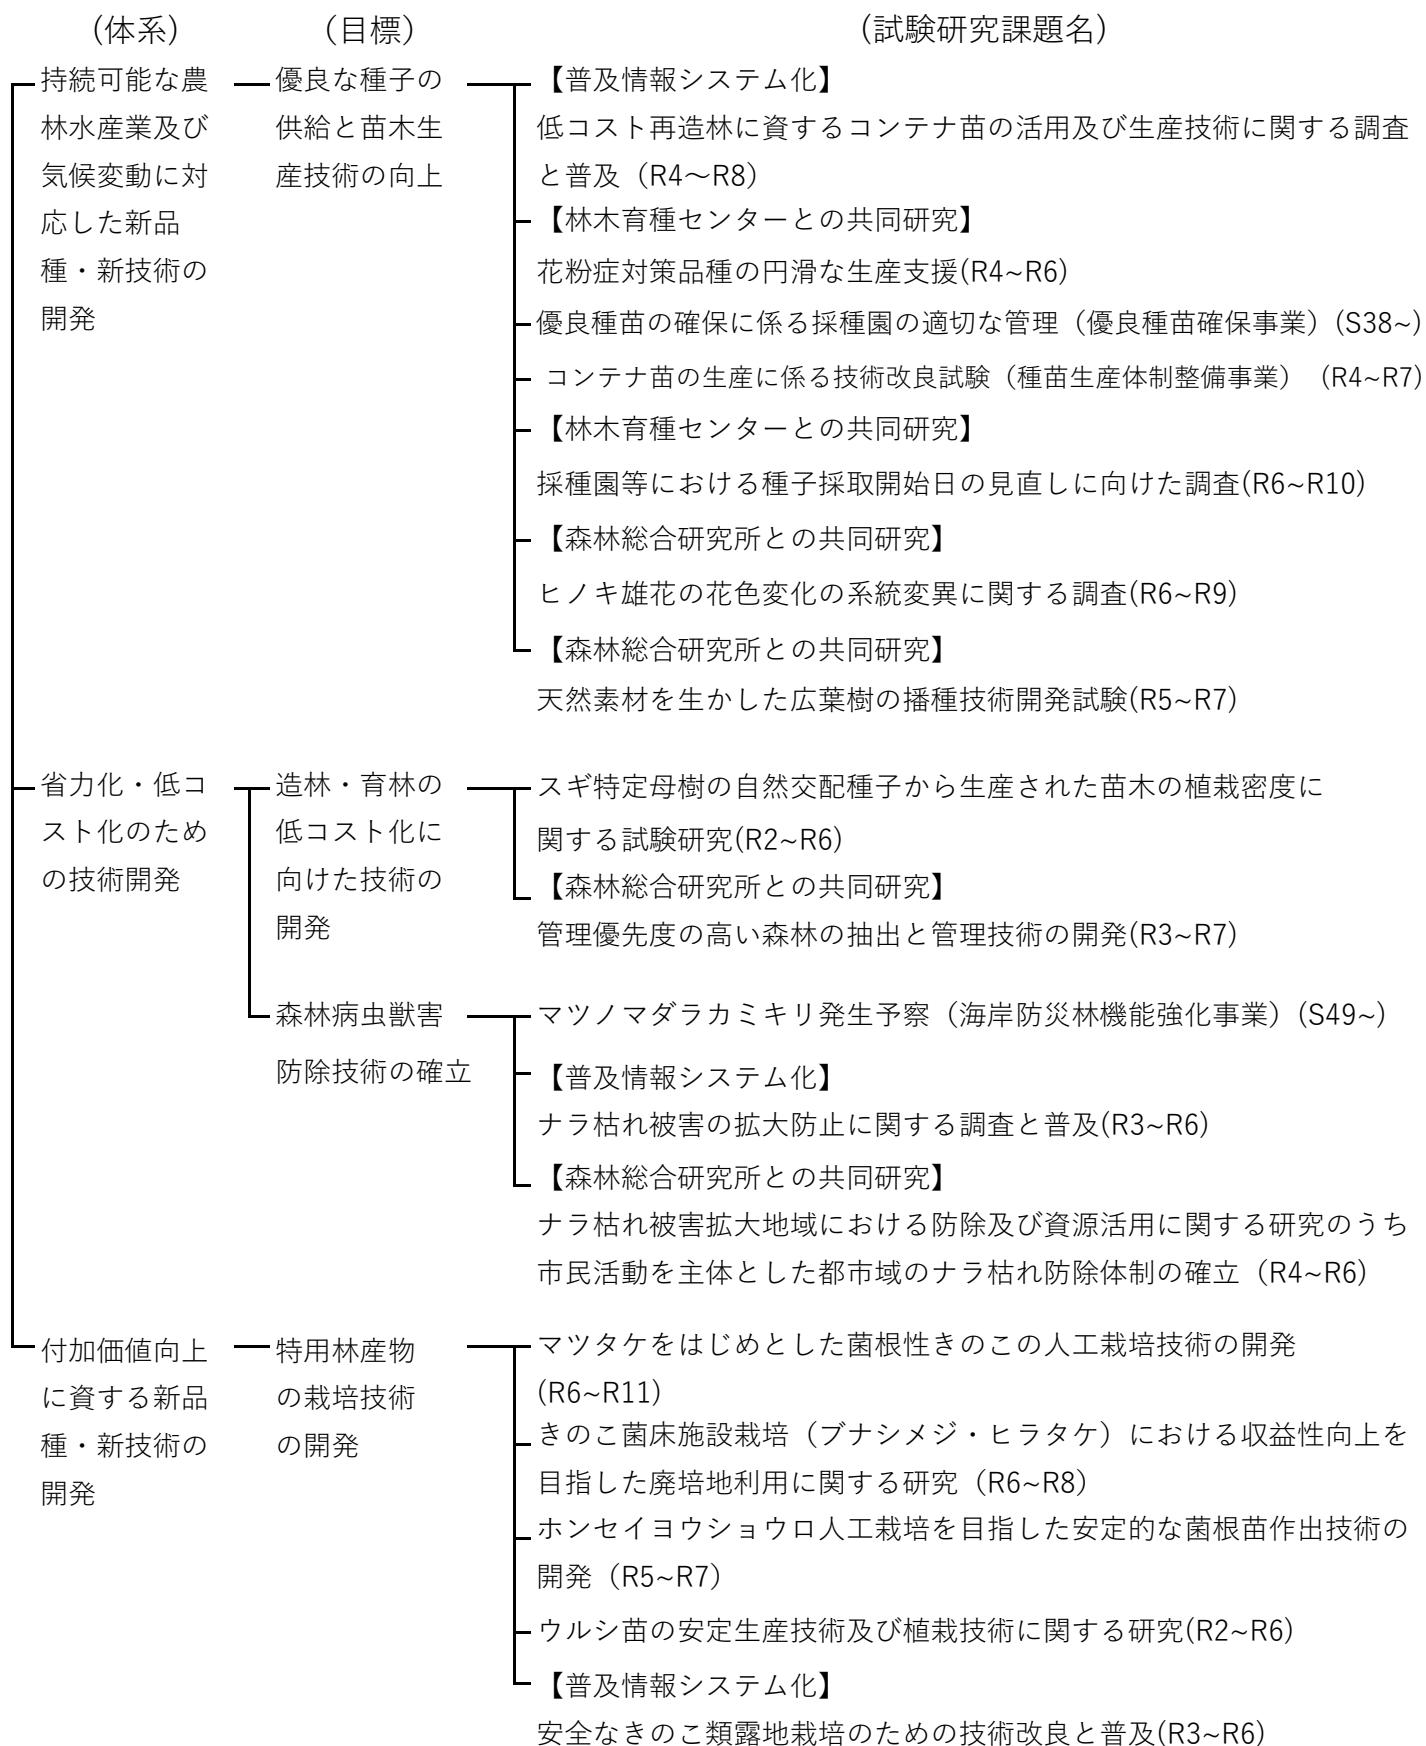 (体系)
(目標)
(試験研究課題名)
持続可能な農
林水産業及び
気候変動に対
応した新品
種・新技術の
開発
優良な種子の
供給と苗木生
産技術の向上
【普及情報システム化】
低コスト再造林に資するコンテナ苗の活用及び生産技術に関する調査
と普及（R4～R8）
【林木育種センターとの共同研究】
花粉症対策品種の円滑な生産支援(R4~R6)
優良種苗の確保に係る採種園の適切な管理（優良種苗確保事業）(S38~)
コンテナ苗の生産に係る技術改良試験（種苗生産体制整備事業）（R4~R7)
【林木育種センターとの共同研究】
採種園等における種子採取開始日の見直しに向けた調査(R6~R10)
【森林総合研究所との共同研究】
ヒノキ雄花の花色変化の系統変異に関する調査(R6~R9)
【森林総合研究所との共同研究】
天然素材を生かした広葉樹の播種技術開発試験(R5~R7)
省力化・低コ
スト化のため
の技術開発
造林・育林の
低コスト化に
向けた技術の
開発
スギ特定母樹の自然交配種子から生産された苗木の植栽密度に
関する試験研究(R2~R6)
【森林総合研究所との共同研究】
管理優先度の高い森林の抽出と管理技術の開発(R3~R7)
森林病虫獣害
防除技術の確立
マツノマダラカミキリ発生予察（海岸防災林機能強化事業）(S49~)
【普及情報システム化】
ナラ枯れ被害の拡大防止に関する調査と普及(R3~R6)
【森林総合研究所との共同研究】
ナラ枯れ被害拡大地域における防除及び資源活用に関する研究のうち
市民活動を主体とした都市域のナラ枯れ防除体制の確立（R4~R6）
付加価値向上
に資する新品
種・新技術の
開発
特用林産物
の栽培技術
の開発
マツタケをはじめとした菌根性きのこの人工栽培技術の開発
(R6~R11)
きのこ菌床施設栽培（ブナシメジ・ヒラタケ）における収益性向上を
目指した廃培地利用に関する研究（R6~R8）
ホンセイヨウショウロ人工栽培を目指した安定的な菌根苗作出技術の
開発（R5~R7）
ウルシ苗の安定生産技術及び植栽技術に関する研究(R2~R6)
【普及情報システム化】
安全なきのこ類露地栽培のための技術改良と普及(R3~R6)